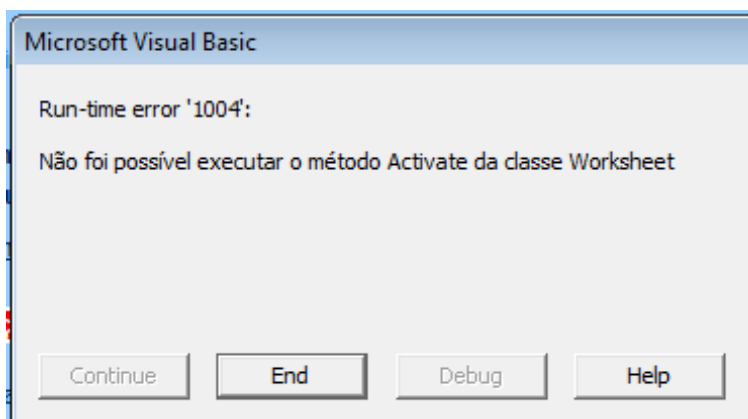 Microsoft Visual Basic
Run-time error '1004':
Não foi possível executar o método Activate da classe Worksheet
Continue End Debug Help